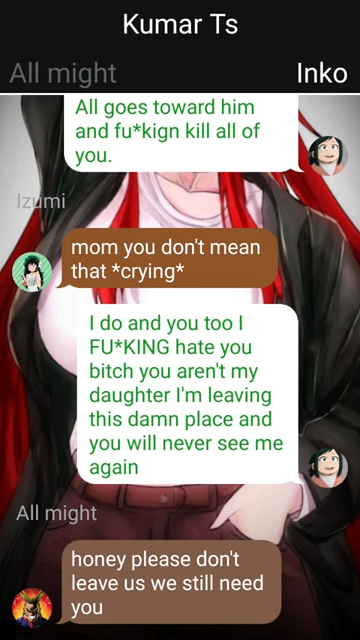 Kumar Ts
All might Inko
All goes toward him
and fu*kign kill all of
you.
Izumi
mom you don't mean
that *crying*
I do and you too I
FU*KING hate you
bitch you aren't my
daughter I'm leaving
this damn place and
you will never see me
again
All might
honey please don't
leave us we still need
you